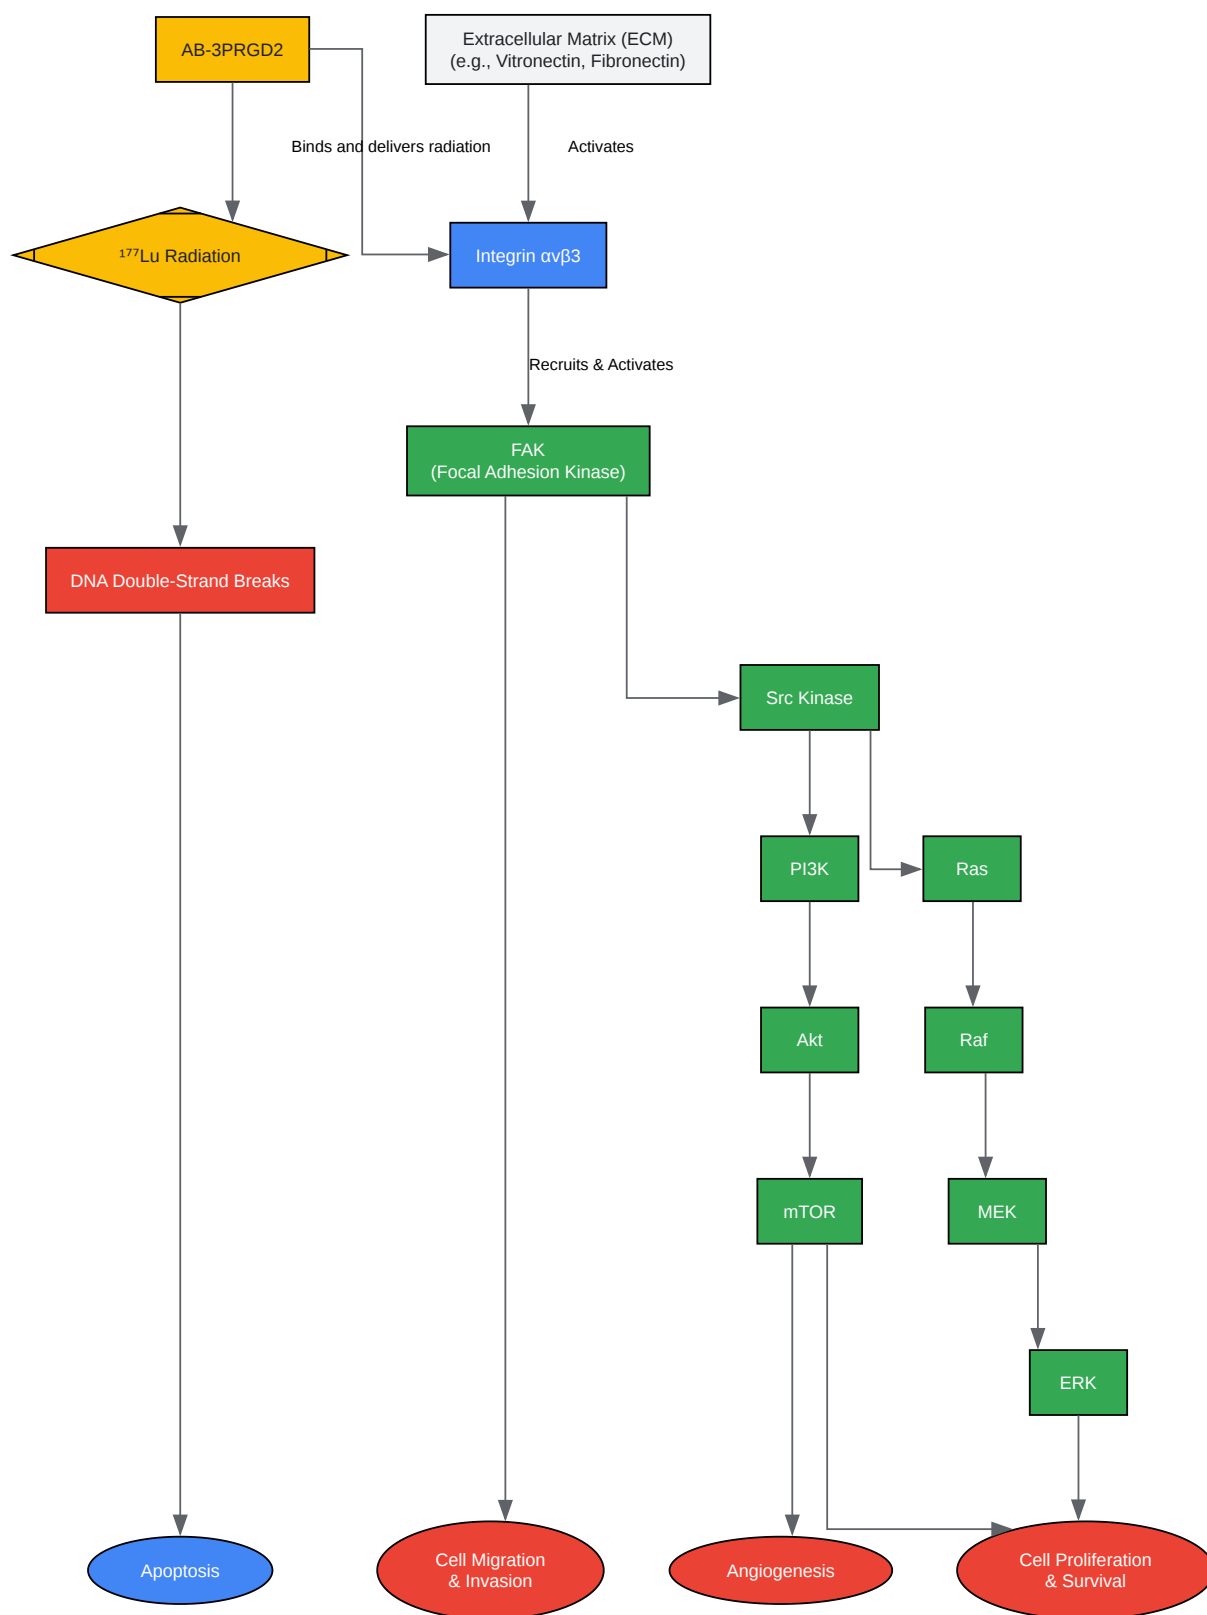 AB-3PRGD2
Extracellular Matrix (ECM)
(e.g., Vitronectin, Fibronectin)
Binds and delivers radiation
Activates
¹⁷⁷Lu Radiation
Integrin αvβ3
Recruits & Activates
FAK
(Focal Adhesion Kinase)
DNA Double-Strand Breaks
Src Kinase
PI3K
Ras
Akt
Raf
mTOR
MEK
ERK
Apoptosis
Cell Migration
& Invasion
Angiogenesis
Cell Proliferation
& Survival